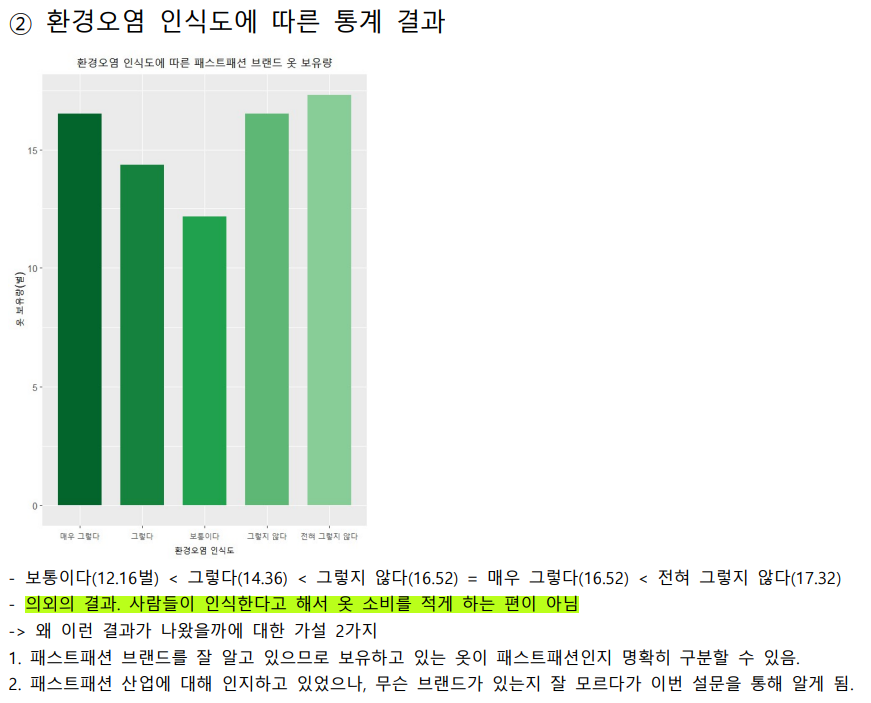 ② 환경오염 인식도에 따른 통계 결과
환경오염 인식도에 따른 패스트패션 브랜드 옷 보유량
15
10
5
0
옷 보유량(벌)
매우 그렇다 그렇다 보통이다 그렇지 않다 전혀 그렇지 않다
환경오염 인식도
- 보통이다(12.16벌) < 그렇다(14.36) < 그렇지 않다(16.52) = 매우 그렇다(16.52) < 전혀 그렇지 않다(17.32)
- 의외의 결과. 사람들이 인식한다고 해서 옷 소비를 적게 하는 편이 아님
-> 왜 이런 결과가 나왔을까에 대한 가설 2가지
1. 패스트패션 브랜드를 잘 알고 있으므로 보유하고 있는 옷이 패스트패션인지 명확히 구분할 수 있음.
2. 패스트패션 산업에 대해 인지하고 있었으나, 무슨 브랜드가 있는지 잘 모르다가 이번 설문을 통해 알게 됨.